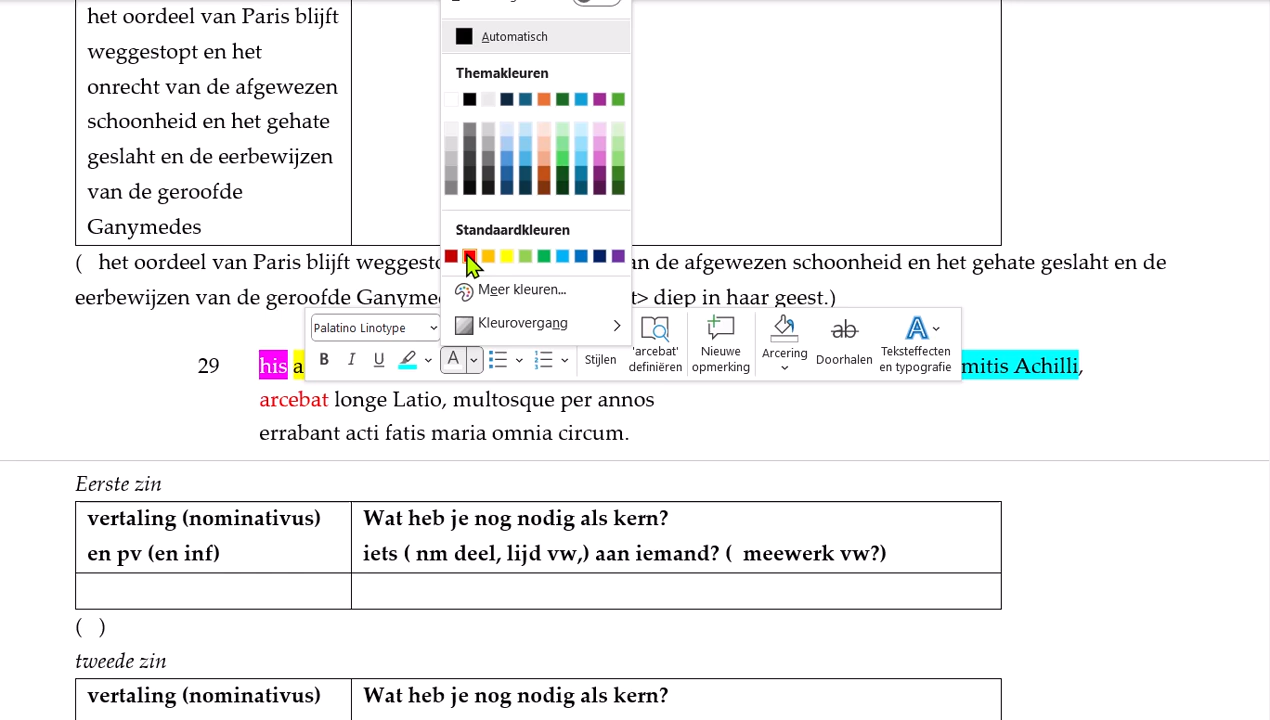 het oordeel van Paris blijft
weggestopt en het
onrecht van de afgewezen
schoonheid en het gehate
geslaht en de eerbewijzen
van de geroofde
Ganymedes
Automatisch
Themakleuren
Standaardkleuren
Meer kleuren...
Kleurovergang
( het oordeel van Paris blijft weggesto an de afgewezen schoonheid en het gehate geslaht en de
eerbewijzen van de geroofde Ganyme t> diep in haar geest.)
Palatino Linotype
B I U A
Stijlen
'arcebat' definiëren
Nieuwe opmerking
Arcering
ab
Doorhalen
A
Teksteffecten en typografie
29 his a mitis Achilli,
arcebat longe Latio, multosque per annos
errabant acti fatis maria omnia circum.
Eerste zin
vertaling (nominativus) Wat heb je nog nodig als kern?
en pv (en inf) iets ( nm deel, lijd vw,) aan iemand? ( meewerk vw?)
( )
tweede zin
vertaling (nominativus) Wat heb je nog nodig als kern?